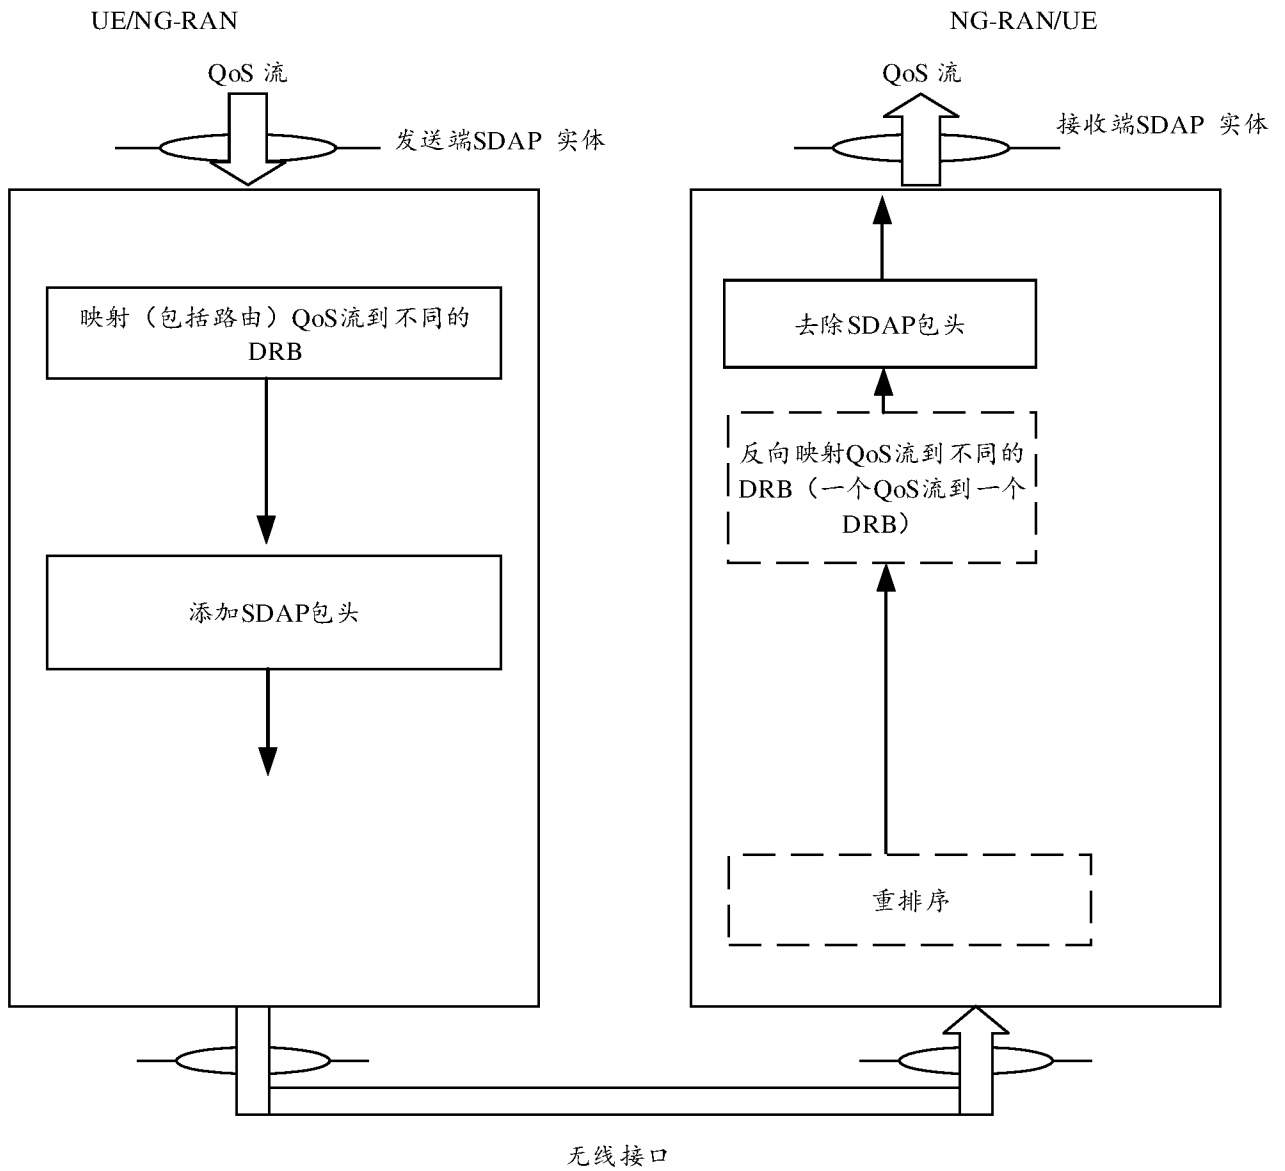 UE/NG-RAN
QoS 流
发送端SDAP 实体
映射（包括路由）QoS流到不同的
DRB
添加SDAP包头
NG-RAN/UE
QoS 流
接收端SDAP 实体
去除SDAP包头
反向映射QoS流到不同的
DRB（一个QoS流到一个
DRB）
重排序
无线接口